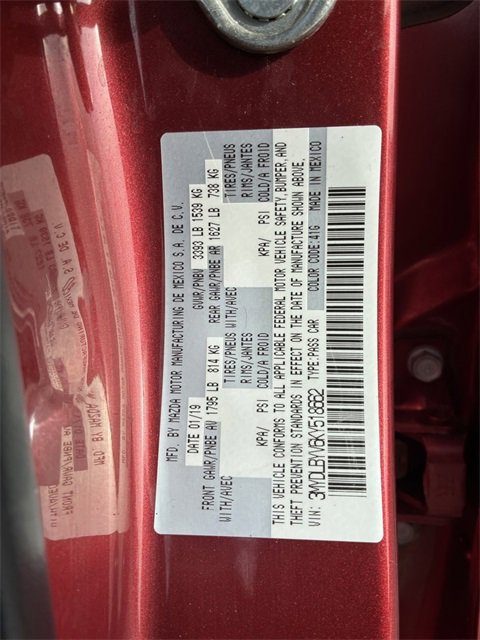 MFD. BY MAZDA MOTOR MANUFACTURING DE MEXICO S.A. DE C.V.
DATE 01/19 GVWR/PNBV 3393 LB 1539 KG
FRONT GAWR/PNBE AV 1795 LB 814 KG REAR GAWR/PNBE AR 1627 LB 738 KG
WITH/AVEC TIRES/PNEUS WITH/AVEC TIRES/PNEUS
RIMS/JANTES RIMS/JANTES
KPA/ PSI COLD/A FROID KPA/ PSI COLD/A FROID
THIS VEHICLE CONFORMS TO ALL APPLICABLE FEDERAL MOTOR VEHICLE SAFETY, BUMPER, AND
THEFT PREVENTION STANDARDS IN EFFECT ON THE DATE OF MANUFACTURE SHOWN ABOVE.
VIN: TYPE:PASS CAR COLOR CODE:41G MADE IN MEXICO